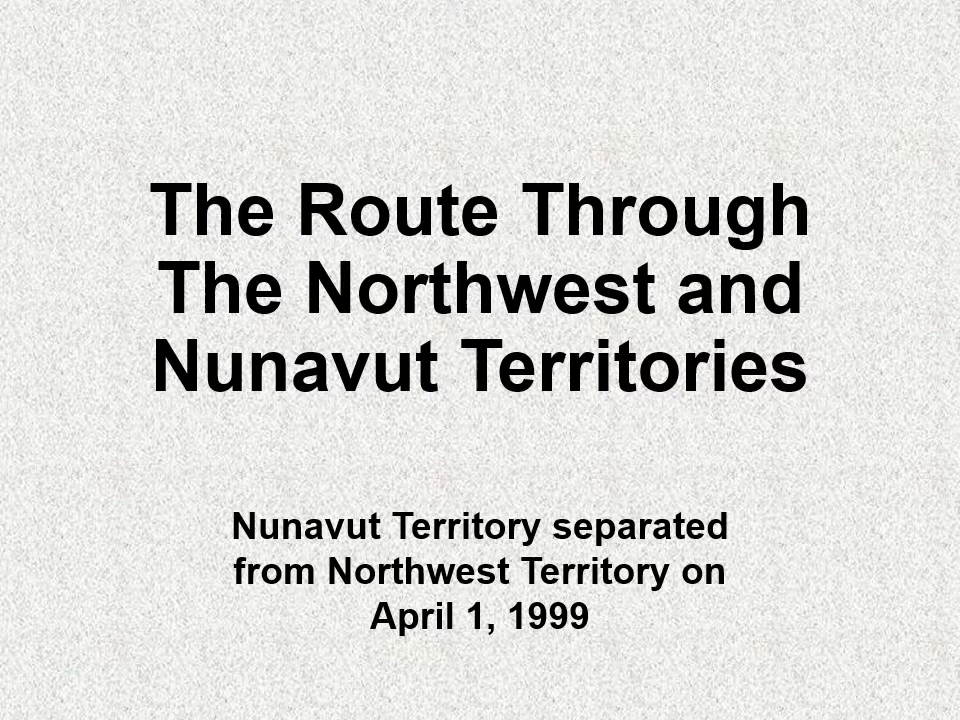 The Route Through
The Northwest and
Nunavut Territories
Nunavut Territory separated
from Northwest Territory on
April 1, 1999